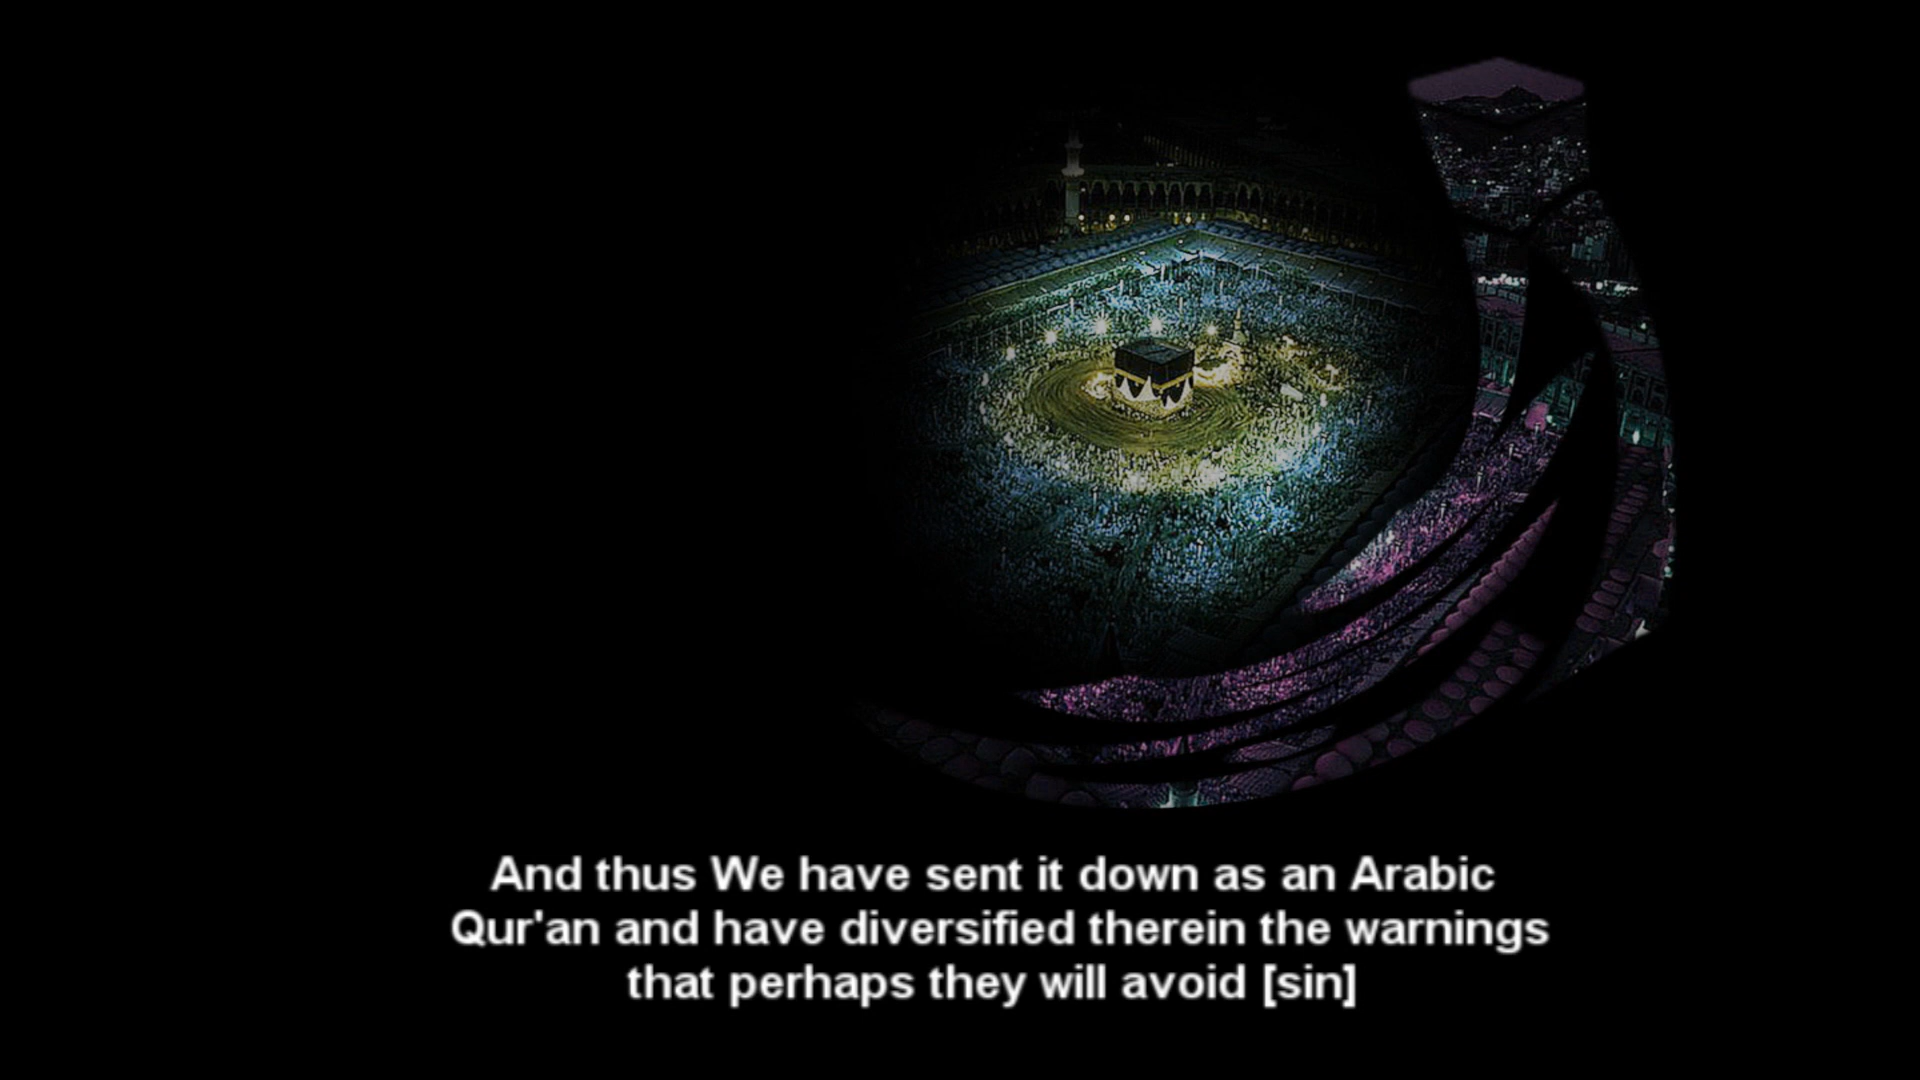 And thus We have sent it down as an Arabic
Qur'an and have diversified therein the warnings
that perhaps they will avoid [sin]